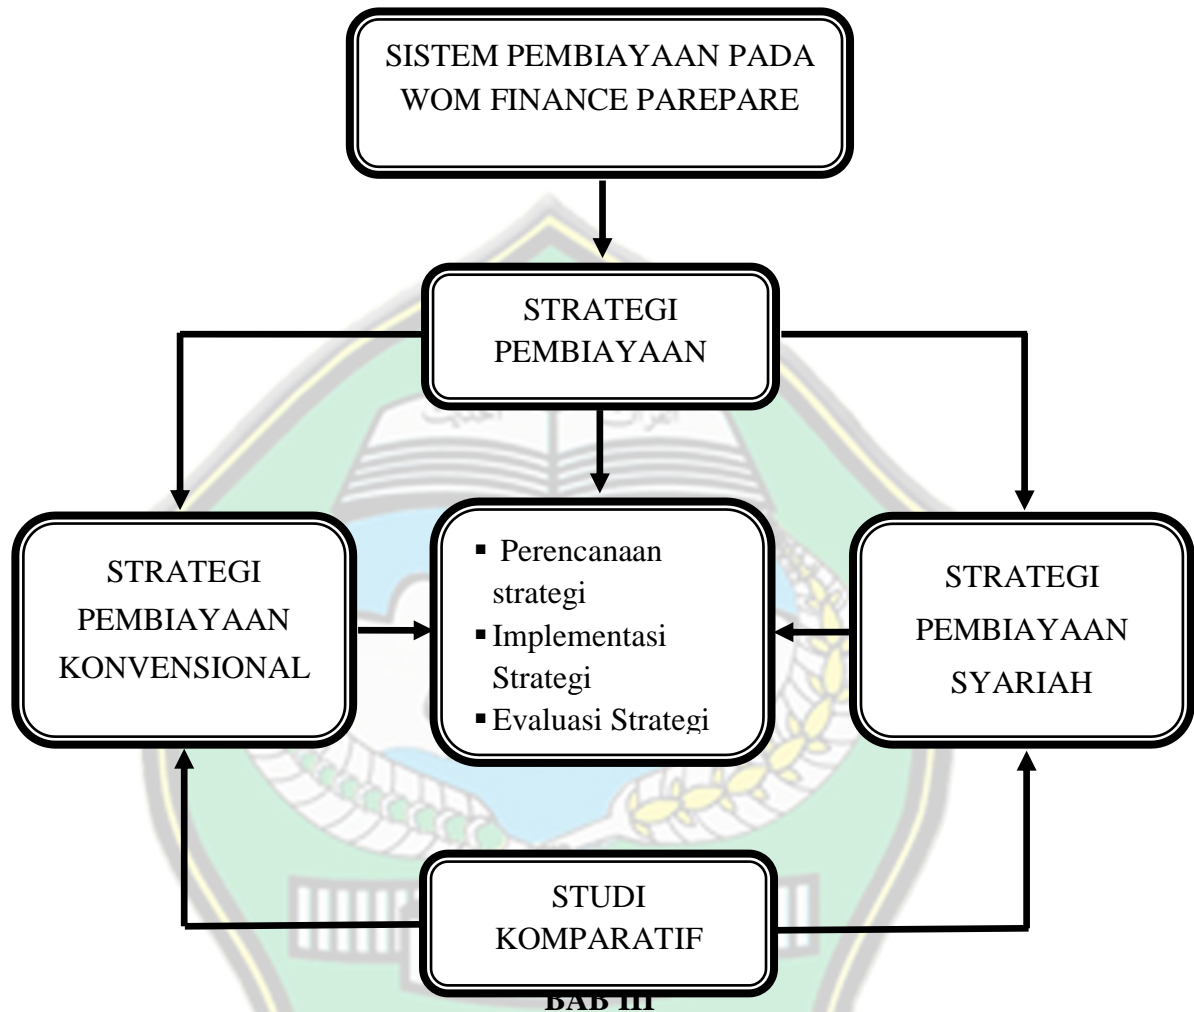 SISTEM PEMBIAYAAN PADA
WOM FINANCE PAREPARE
STRATEGI
PEMBIAYAAN
STRATEGI
PEMBIAYAAN
KONVENSIONAL
▪ Perencanaan
strategi
▪ Implementasi
Strategi
▪ Evaluasi Strategi
STRATEGI
PEMBIAYAAN
SYARIAH
STUDI
KOMPARATIF
BAB III